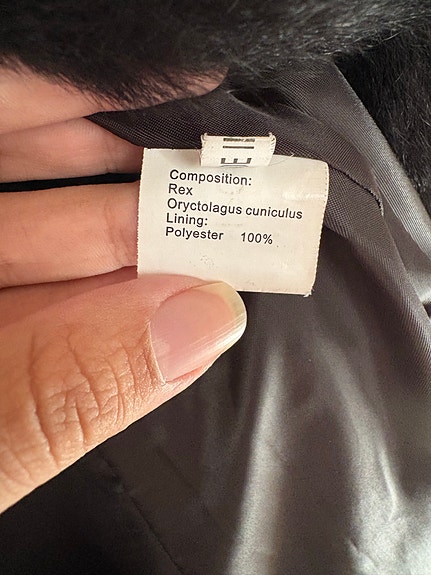 Composition:
Rex
Oryctolagus cuniculus
Lining:
Polyester 100%